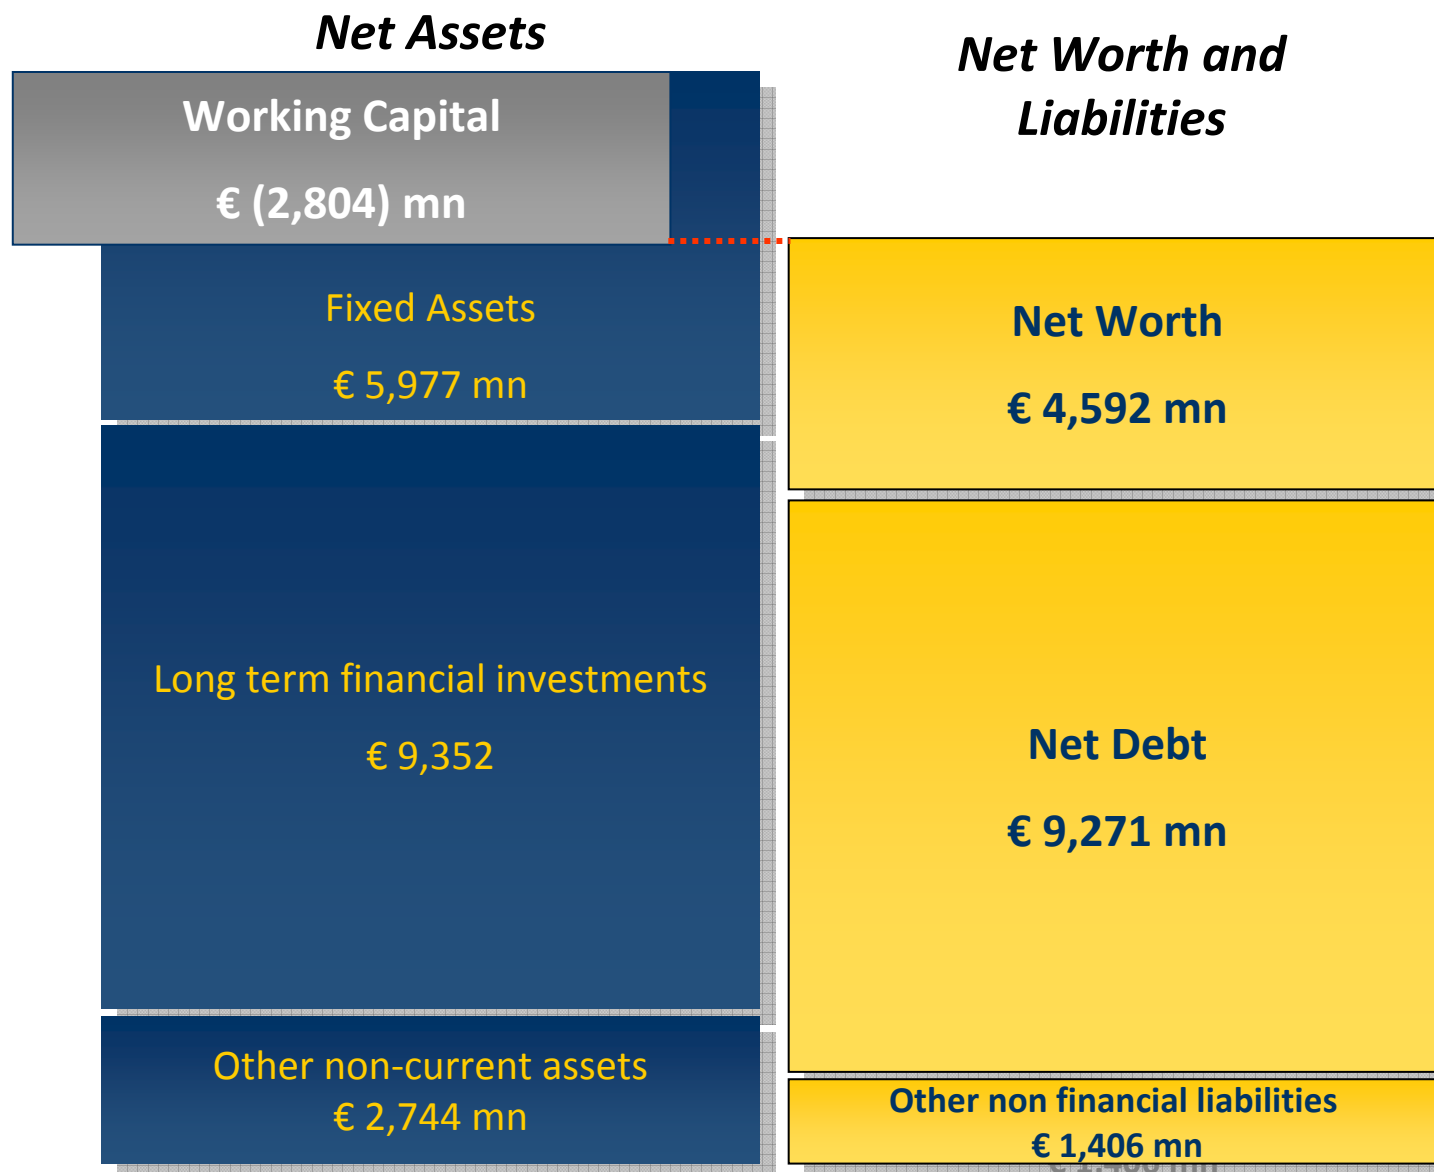 Net Assets
Working Capital
€ (2,804) mn
Fixed Assets
€ 5,977 mn
Long term financial investments
€ 9,352
Other non-current assets
€ 2,744 mn
Net Worth and
Liabilities
Net Worth
€ 4,592 mn
Net Debt
€ 9,271 mn
Other non financial liabilities
€ 1,406 mn